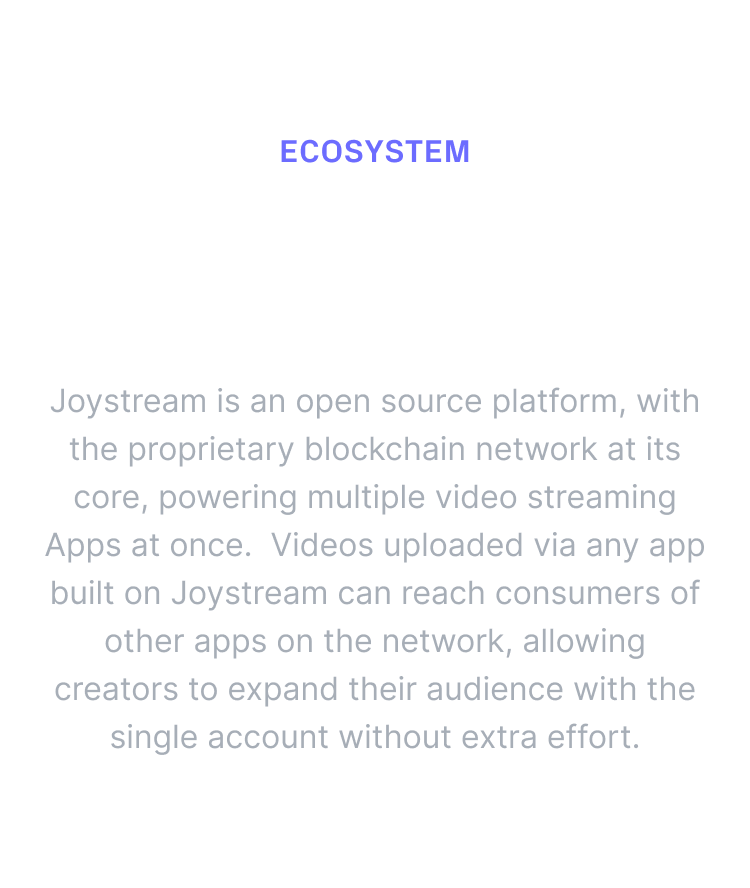 ECOSYSTEM
Joystream is an open source platform, with
the proprietary blockchain network at its
core, powering multiple video streaming
Apps at once.  Videos uploaded via any app
built on Joystream can reach consumers of
other apps on the network, allowing
creators to expand their audience with the
single account without extra effort.